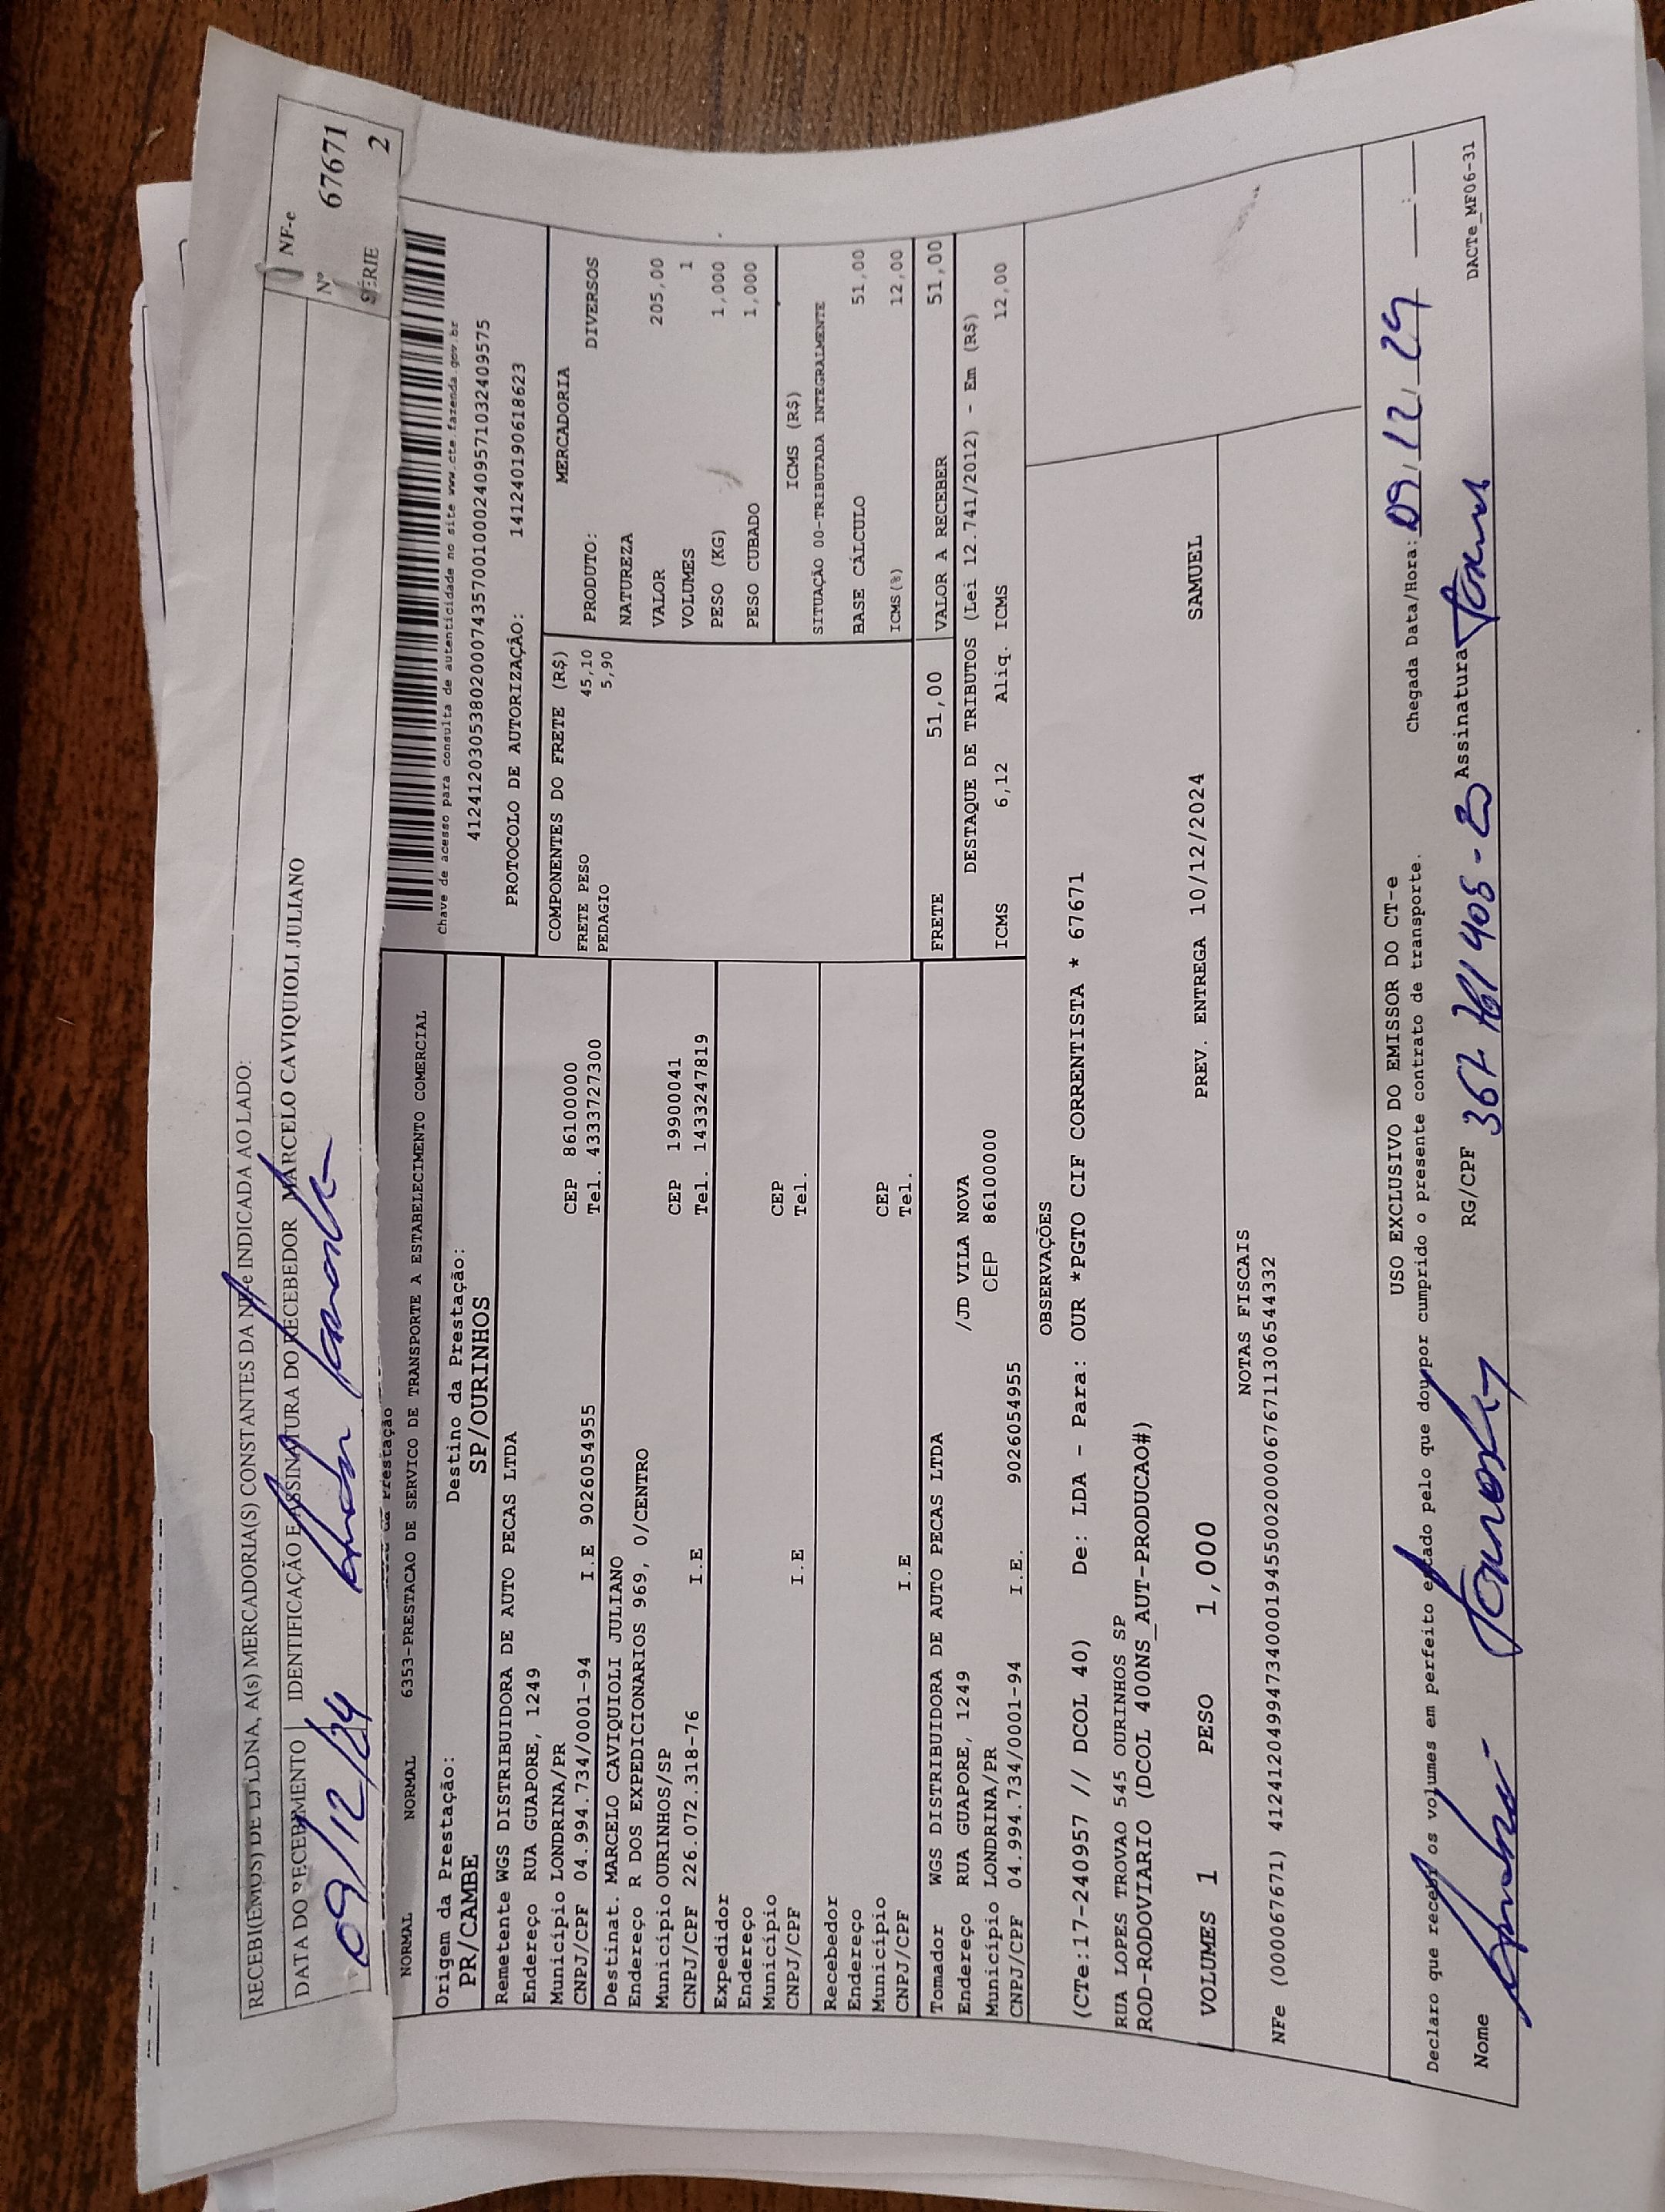 RECEBI(EMOS) DE LJ LDNA, A(s) MERCADORIA(S) CONSTANTES DA NF-e INDICADA AO LADO:
DATA DO RECEBIMENTO IDENTIFICAÇÃO E ASSINATURA DO RECEBEDOR MARCELO CAVIQUIOLI JULIANO
09/12/24
NF-e
Nº 67671
SÉRIE 2
da Prestação
NORMAL NORMAL 6353-PRESTACAO DE SERVICO DE TRANSPORTE A ESTABELECIMENTO COMERCIAL
Origem da Prestação: Destino da Prestação:
PR/CAMBE SP/OURINHOS
Chave de acesso para consulta de autenticidade no site www.cte.fazenda.gov.br
41241203053802000743570010002409571032409575
PROTOCOLO DE AUTORIZAÇÃO: 141240190618623
Remetente WGS DISTRIBUIDORA DE AUTO PECAS LTDA
Endereço RUA GUAPORE, 1249
Município LONDRINA/PR CEP 86100000
CNPJ/CPF 04.994.734/0001-94 I.E 9026054955 Tel. 4333727300
Destinat. MARCELO CAVIQUIOLI JULIANO
Endereço R DOS EXPEDICIONARIOS 969, 0/CENTRO
Município OURINHOS/SP CEP 19900041
CNPJ/CPF 226.072.318-76 I.E Tel. 1433247819
Expedidor
Endereço
Município CEP
CNPJ/CPF I.E Tel.
Recebedor
Endereço
Município CEP
CNPJ/CPF I.E Tel.
Tomador WGS DISTRIBUIDORA DE AUTO PECAS LTDA
Endereço RUA GUAPORE, 1249 /JD VILA NOVA
Município LONDRINA/PR CEP 86100000
CNPJ/CPF 04.994.734/0001-94 I.E. 9026054955
COMPONENTES DO FRETE (R$)
FRETE PESO 45,10
PEDAGIO 5,90
MERCADORIA
PRODUTO: DIVERSOS
NATUREZA
VALOR 205,00
VOLUMES 1
PESO (KG) 1,000
PESO CUBADO 1,000
ICMS (R$)
SITUAÇÃO 00-TRIBUTADA INTEGRALMENTE
BASE CÁLCULO 51,00
ICMS(%) 12,00
FRETE 51,00 VALOR A RECEBER 51,00
DESTAQUE DE TRIBUTOS (Lei 12.741/2012) - Em (R$)
ICMS 6,12 Aliq. ICMS 12,00
OBSERVAÇÕES
(CTe:17-240957 // DCOL 40) De: LDA - Para: OUR *PGTO CIF CORRENTISTA * 67671
RUA LOPES TROVAO 545 OURINHOS SP
ROD-RODOVIARIO (DCOL 400NS_AUT-PRODUCAO#)
VOLUMES 1 PESO 1,000 PREV. ENTREGA 10/12/2024 SAMUEL
NOTAS FISCAIS
NFe (000067671) 41241204994734000194550020000676711306544332
USO EXCLUSIVO DO EMISSOR DO CT-e
Declaro que recebi os volumes em perfeito estado pelo que dou por cumprido o presente contrato de transporte. Chegada Data/Hora: 09/12/24 __:__
Nome RG/CPF Assinatura
DACTe_MF06-31